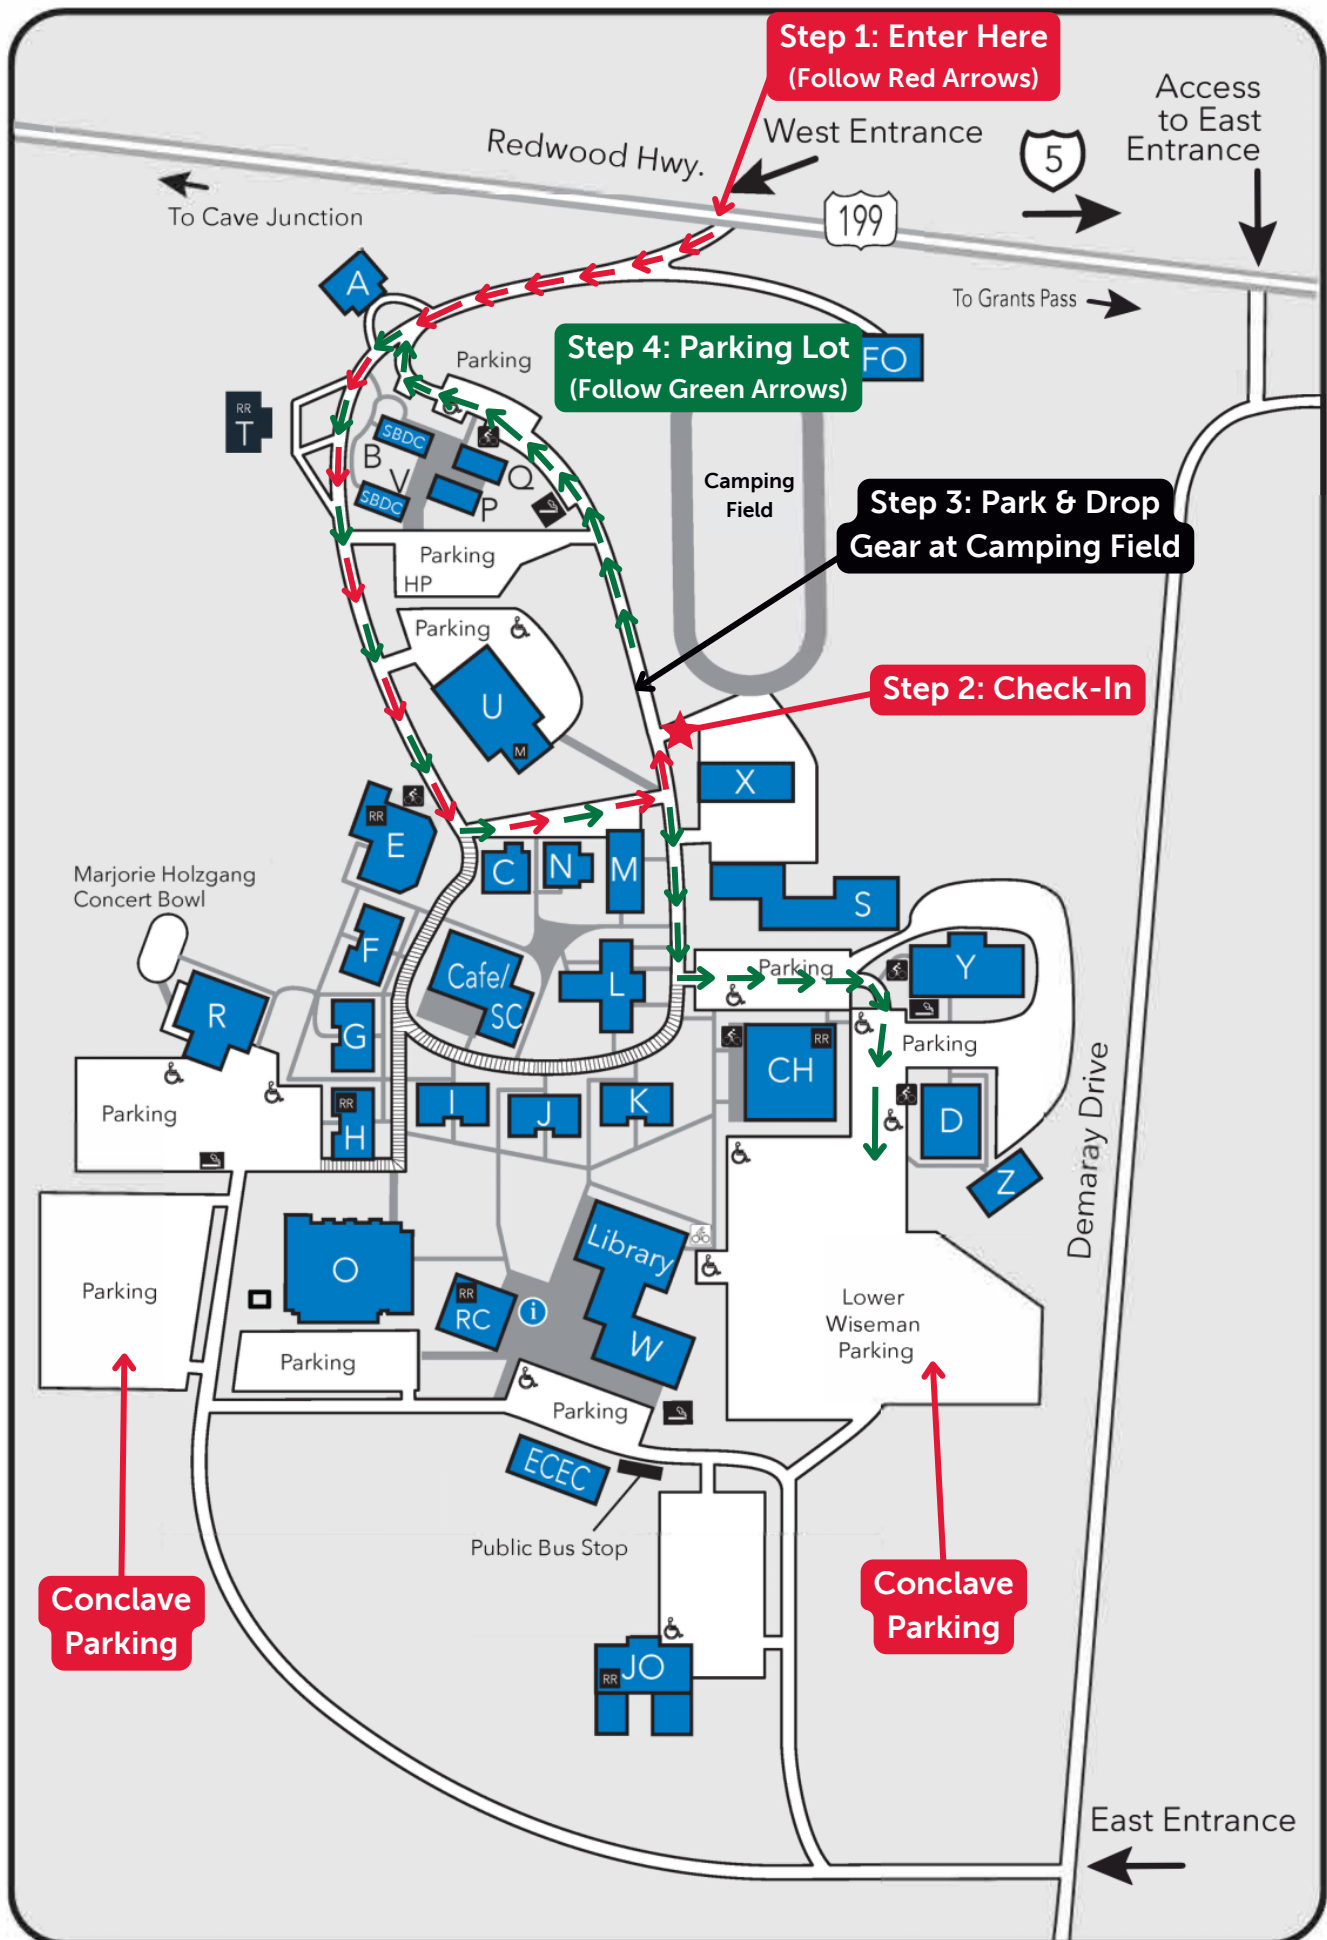 Step 1: Enter Here
(Follow Red Arrows)
Access
to East
Entrance
West Entrance
Redwood Hwy.
5
To Cave Junction
199
To Grants Pass
A
Step 4: Parking Lot
(Follow Green Arrows)
FO
Parking
RR
T
SBDC
B
V
Q
SBDC
P
Camping
Field
Step 3: Park & Drop
Gear at Camping Field
Parking
HP
Parking
U
M
Step 2: Check-In
X
RR
E
C
N
M
Marjorie Holzgang
Concert Bowl
S
F
Cafe/
SC
L
Parking
Y
R
G
CH
RR
Parking
Parking
RR
H
I
J
K
D
Z
Demaray Drive
Library
W
O
Parking
RR
RC
i
Lower
Wiseman
Parking
Parking
Parking
ECEC
Public Bus Stop
Conclave
Parking
Conclave
Parking
RR
JO
East Entrance